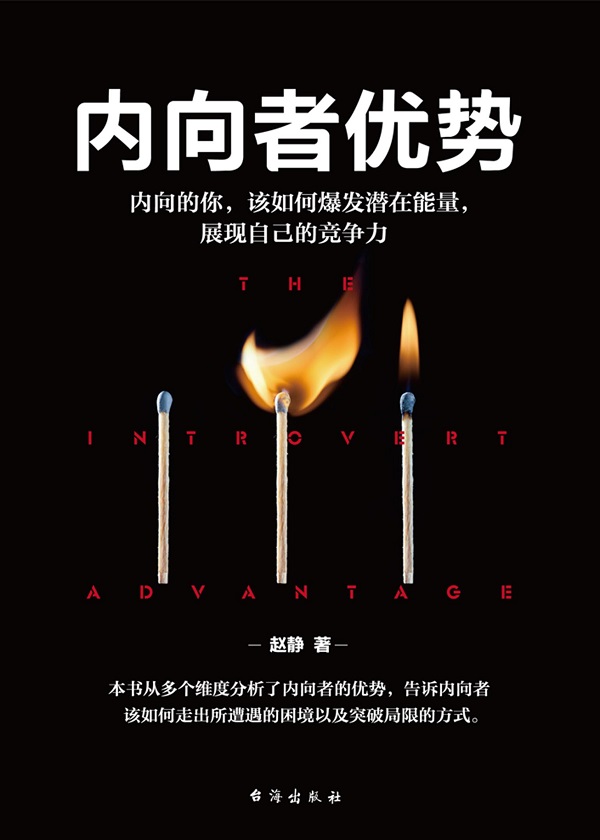 内向者优势
内向的你，该如何爆发潜在能量，
展现自己的竞争力
THE
INTROVERT
ADVANTAGE
— 赵静 著 —
本书从多个维度分析了内向者的优势，告诉内向者
该如何走出所遭遇的困境以及突破局限的方式。
台海出版社